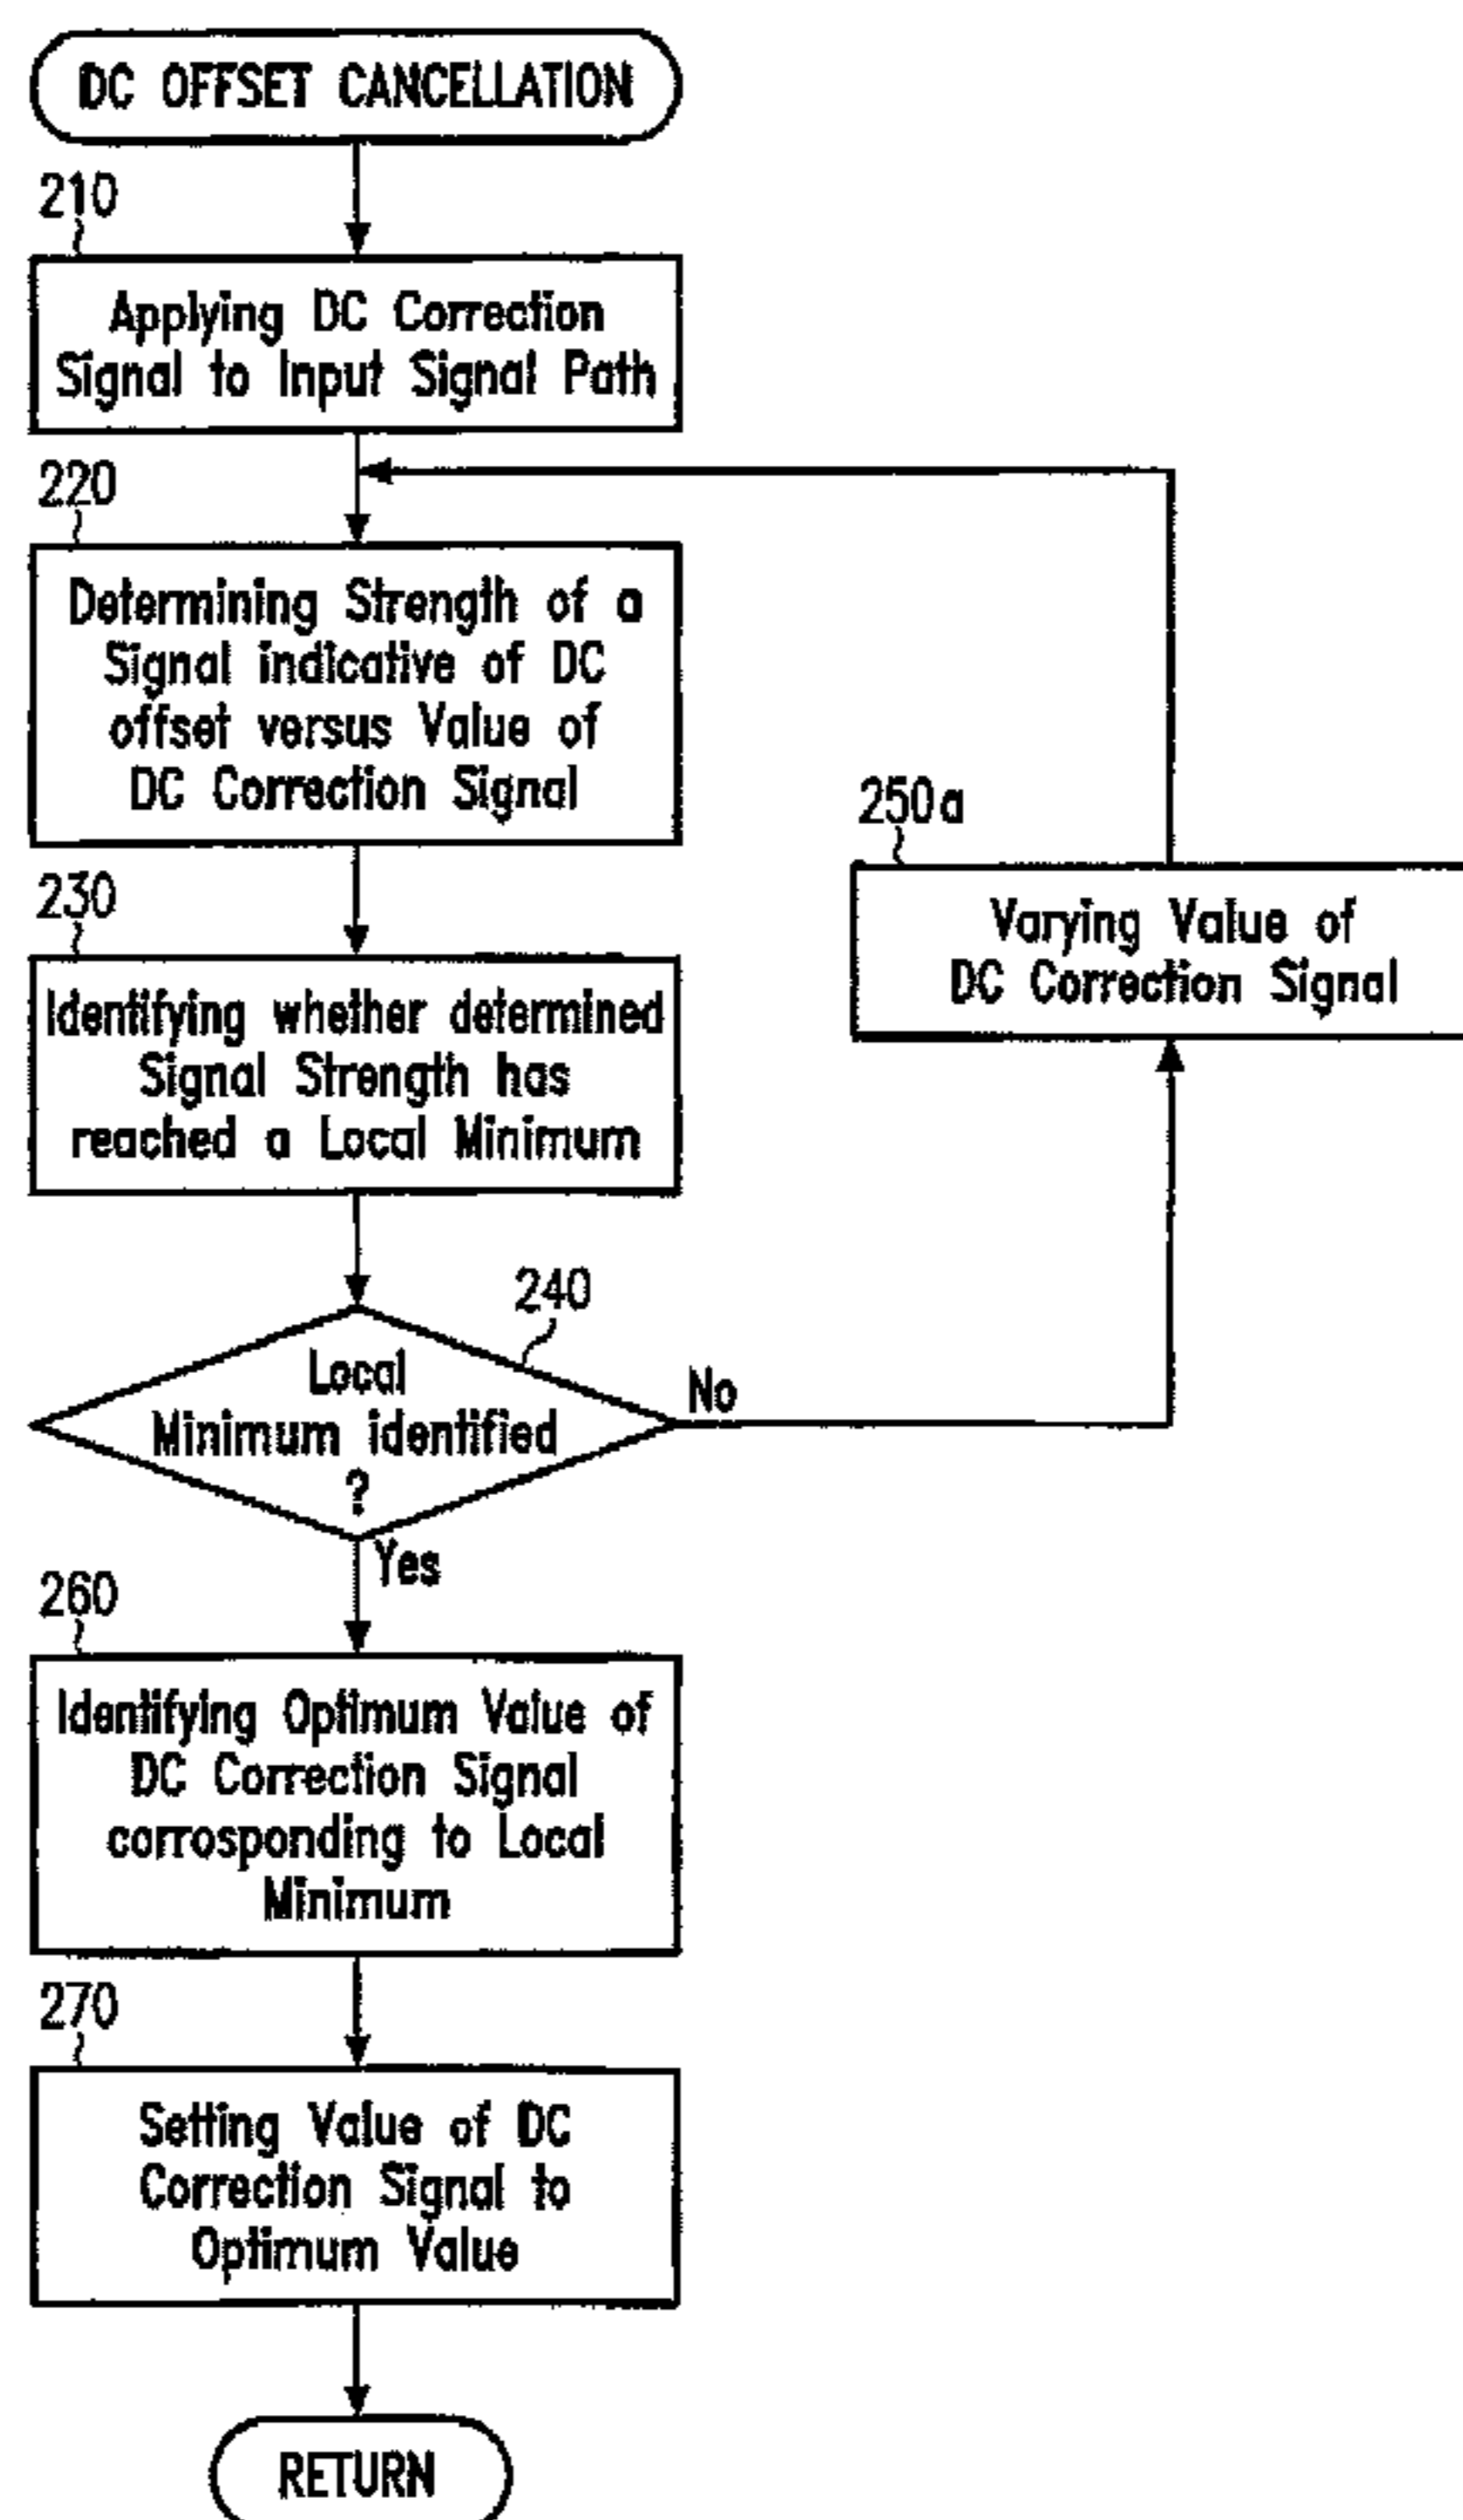 DC OFFSET CANCELLATION
210
Applying DC Correction
Signal to Input Signal Path
220
Determining Strength of a
Signal indicative of DC
offset versus Value of
DC Correction Signal
250a
Varying Value of
DC Correction Signal
230
Identifying whether determined
Signal Strength has
reached a Local Minimum
240
Local
Minimum identified
?
No
Yes
260
Identifying Optimum Value of
DC Correction Signal
corrosponding to Local
Minimum
270
Setting Value of DC
Correction Signal to
Optimum Value
RETURN